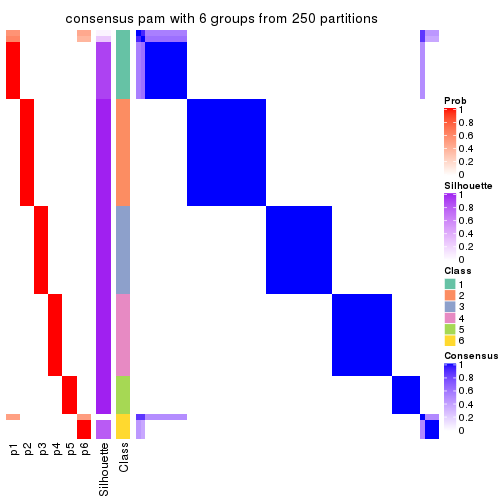 consensus pam with 6 groups from 250 partitions
Prob
1
0.8
0.6
0.4
0.2
0
Silhouette
1
0.8
0.6
0.4
0.2
0
Class
1
2
3
4
5
6
Consensus
1
0.8
0.6
0.4
0.2
0
p1
p2
p3
p4
p5
p6
Silhouette
Class